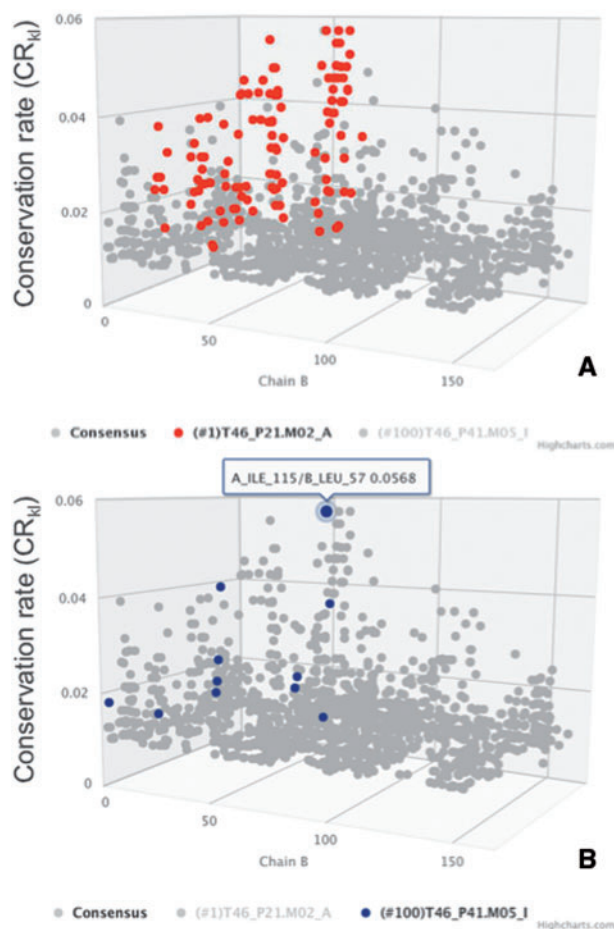 0.06
0.04
0.02
0
Conservation rate (CRkl)
0
50
100
150
Chain B
A
Consensus (#1)T46_P21.M02_A (#100)T46_P41.M05_I
Highcharts.com
A_ILE_115/B_LEU_57 0.0568
0.06
0.04
0.02
0
Conservation rate (CRkl)
0
50
100
150
Chain B
B
Consensus (#1)T46_P21.M02_A (#100)T46_P41.M05_I
Highcharts.com